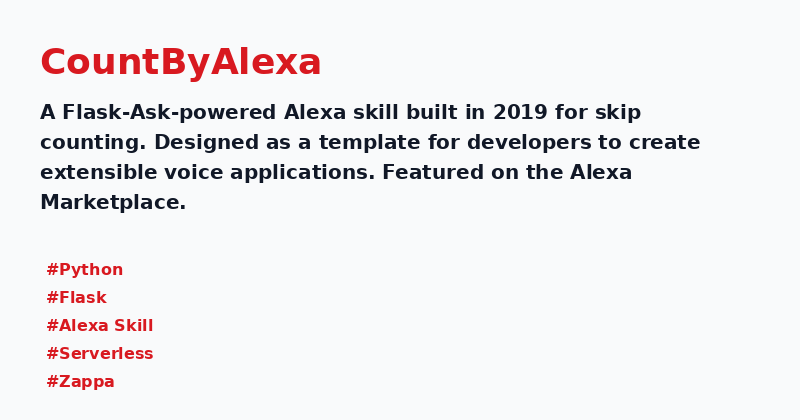 CountByAlexa
A Flask-Ask-powered Alexa skill built in 2019 for skip
counting. Designed as a template for developers to create
extensible voice applications. Featured on the Alexa
Marketplace.
#Python
#Flask
#Alexa Skill
#Serverless
#Zappa